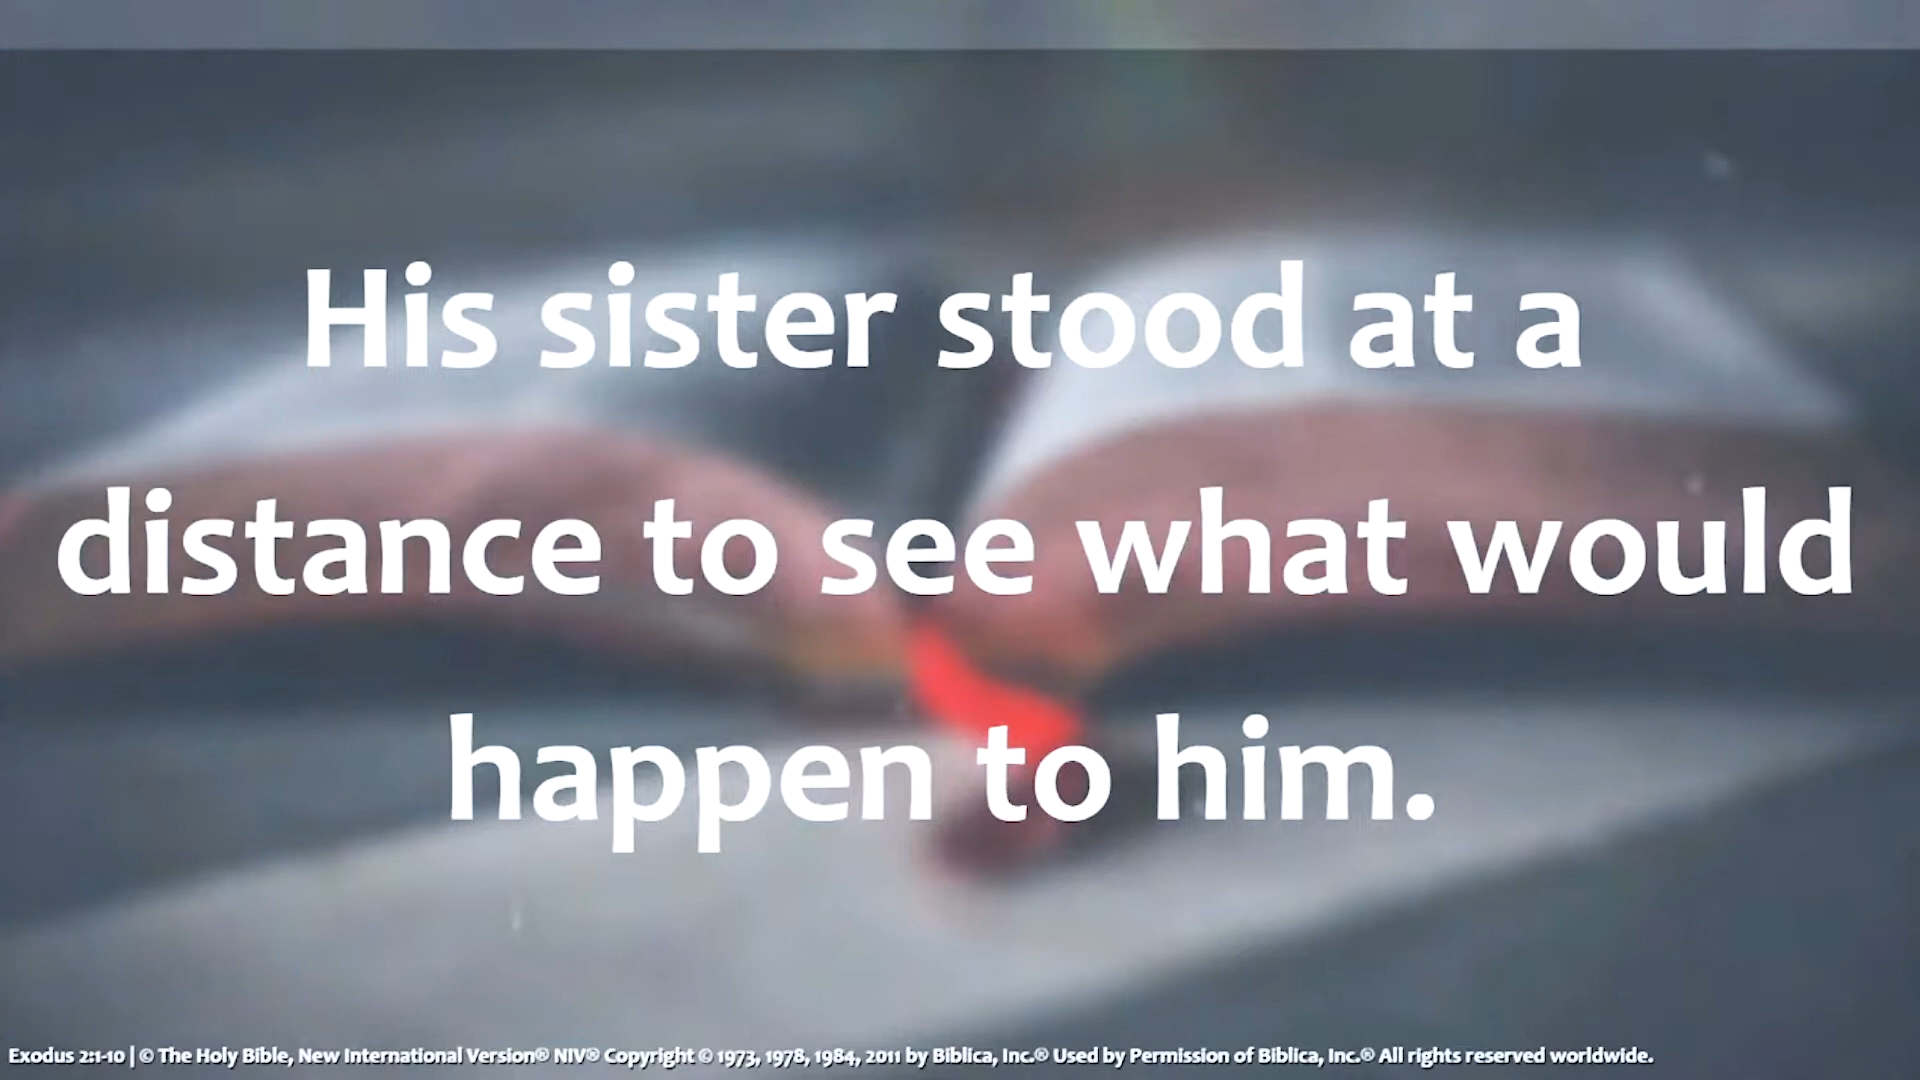 His sister stood at a
distance to see what would
happen to him.
Exodus 2:1-10 | © The Holy Bible, New International Version® NIV® Copyright © 1973, 1978, 1984, 2011 by Biblica, Inc.® Used by Permission of Biblica, Inc.® All rights reserved worldwide.